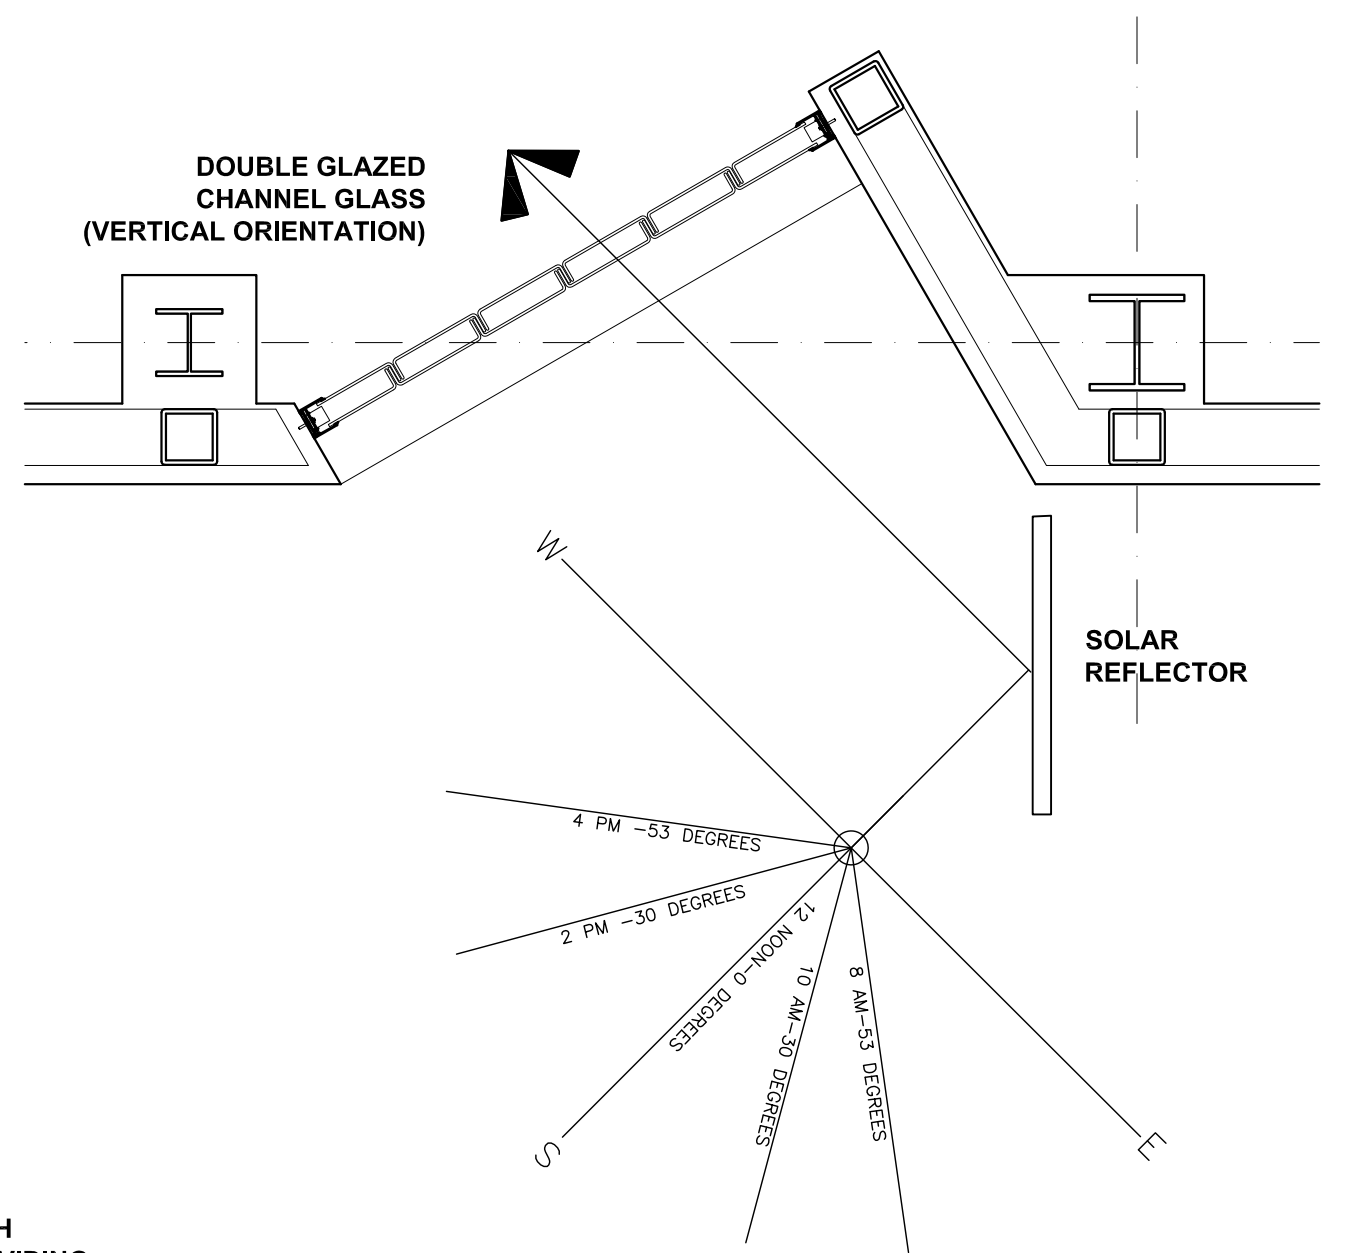 DOUBLE GLAZED
CHANNEL GLASS
(VERTICAL ORIENTATION)
W
SOLAR
REFLECTOR
4 PM -53 DEGREES
2 PM -30 DEGREES
12 NOON-0 DEGREES
10 AM-30 DEGREES
8 AM-53 DEGREES
S
E
H